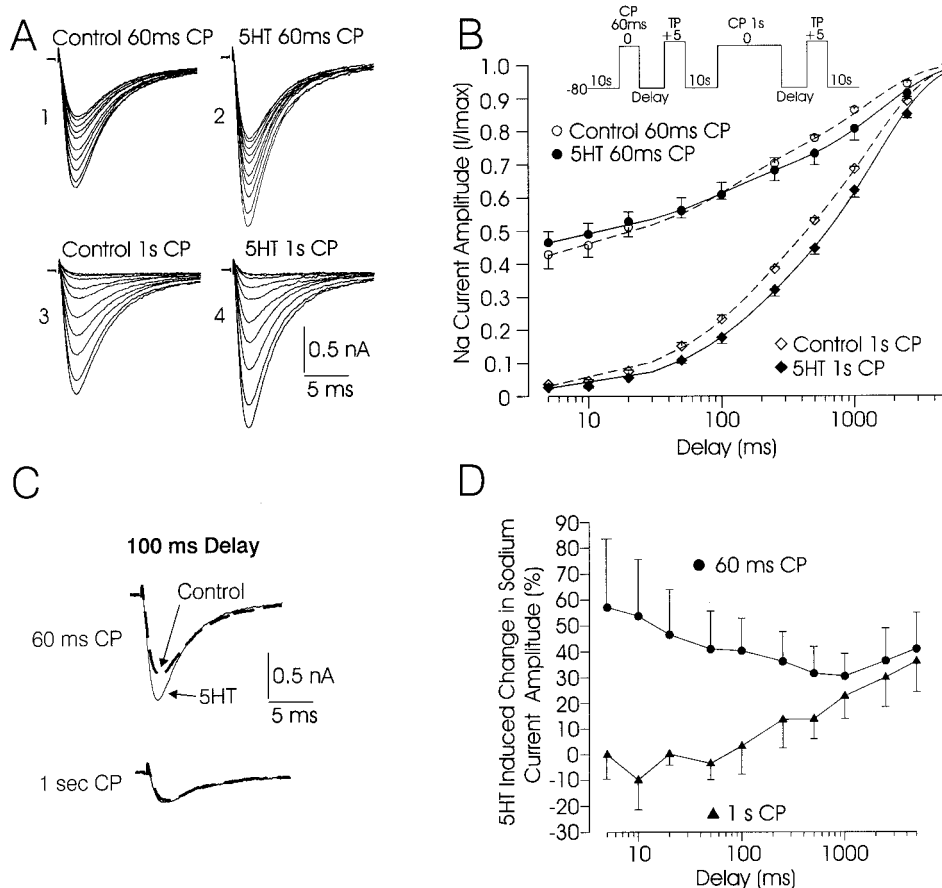 A
Control 60ms CP
5HT 60ms CP
1
2
Control 1s CP
5HT 1s CP
3
4
0.5 nA
5 ms
B
CP
60ms
0
TP
+5
CP 1s
0
TP
+5
-80
10s
Delay
10s
Delay
10s
Control 60ms CP
5HT 60ms CP
Control 1s CP
5HT 1s CP
Na Current Amplitude (I/Imax)
1.0
0.9
0.8
0.7
0.6
0.5
0.4
0.3
0.2
0.1
0
10
100
1000
Delay (ms)
C
100 ms Delay
Control
60 ms CP
5HT
0.5 nA
5 ms
1 sec CP
D
5HT Induced Change in Sodium
Current Amplitude (%)
90
80
70
60
50
40
30
20
10
0
-10
-20
-30
60 ms CP
1 s CP
10
100
1000
Delay (ms)